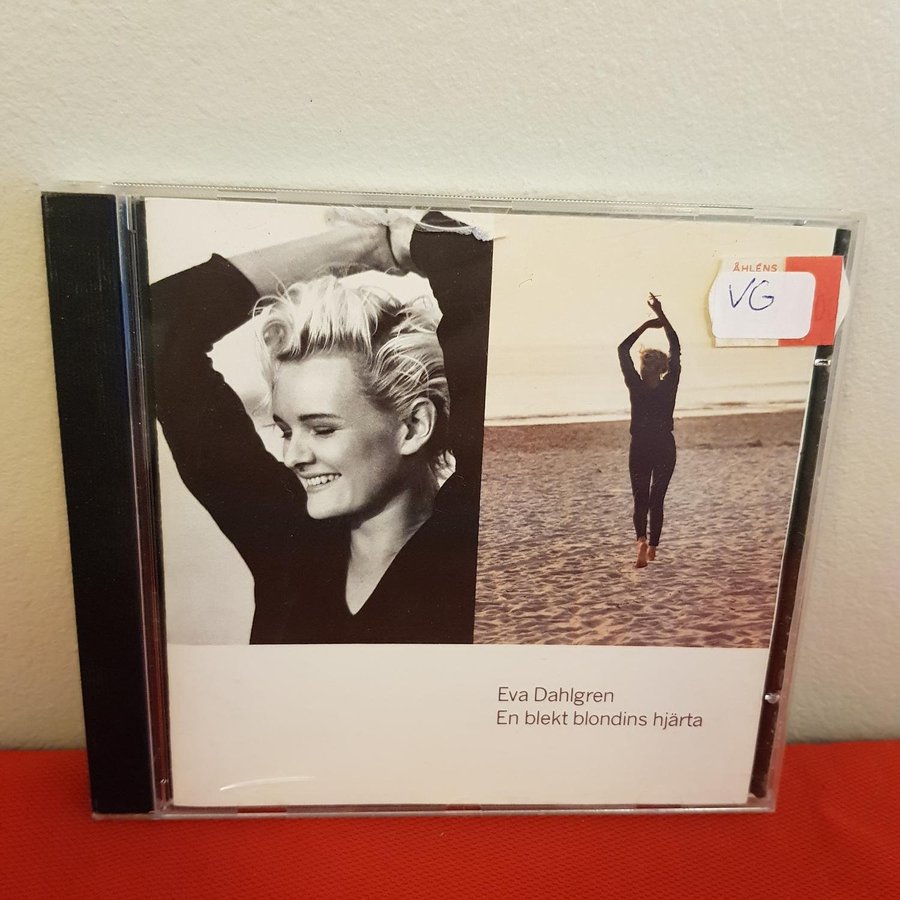 ÅHLÉNS
VG
Eva Dahlgren
En blekt blondins hjärta